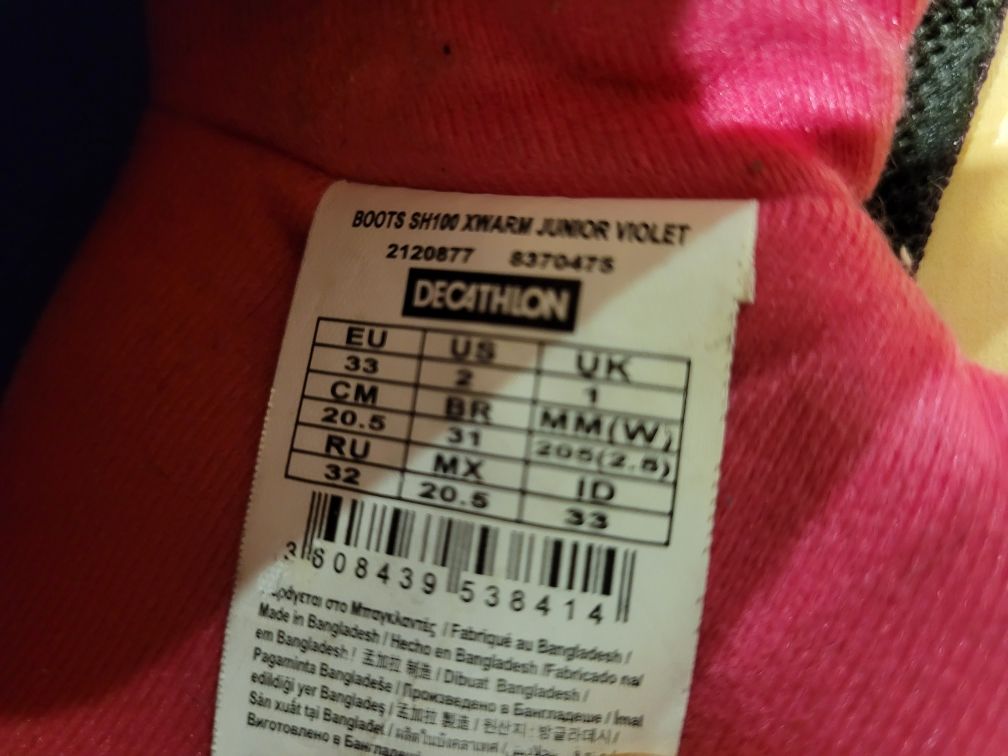 BOOTS SH100 XWARM JUNIOR VIOLET
2120877 8370475
DECATHLON
EU US UK
33 2 1
CM BR MM(W)
20.5 31 205(2.5)
RU MX ID
32 20.5 33
3 608439 538414
στο Μπαγκλαντές / Fabriqué au Bangladesh /
Made in Bangladesh / Hecho en Bangladesh /Fabricado na/
em Bangladesh / 孟加拉 制造 / Dibuat Bangladesh /
Pagaminta Bangladeše / Произведено в Бангладеше / İmal
edildiği yer Bangladeş / 孟加拉 製造 / 원산지 : 방글라데시 /
Sản xuất tại Bangladet /
Виготовлено в